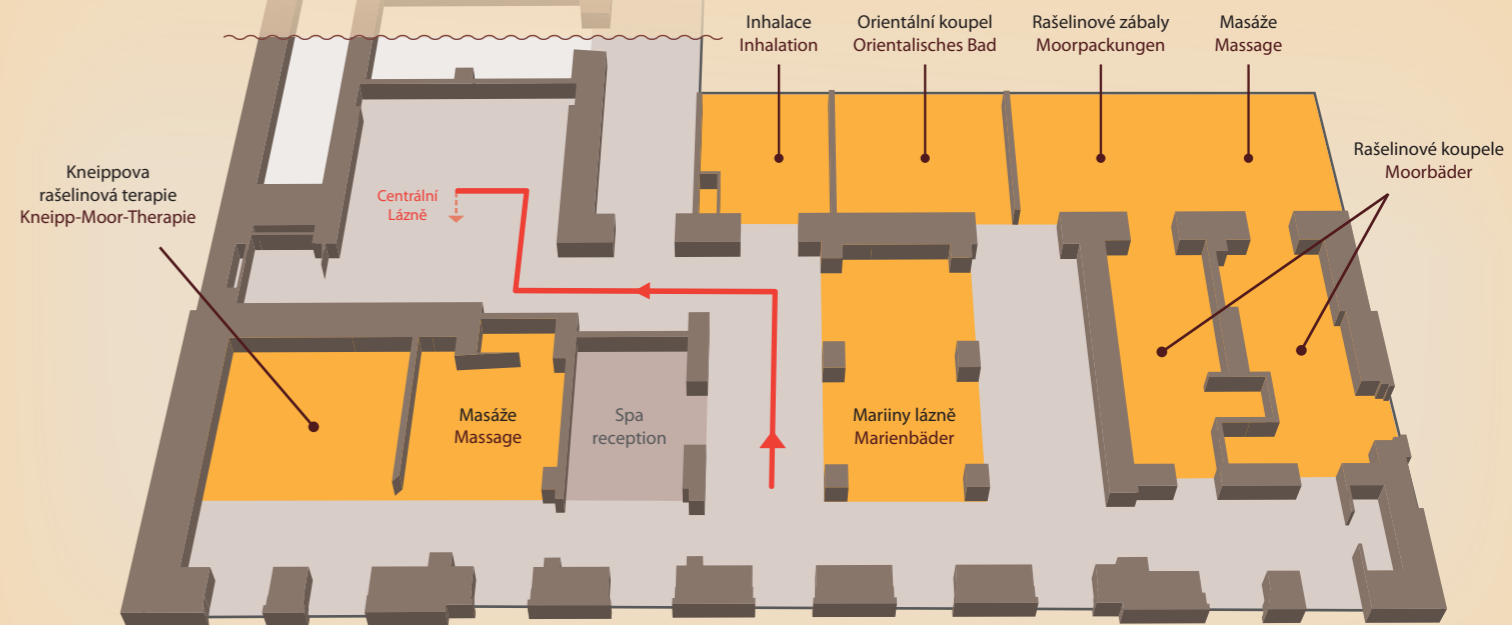 Inhalace
Inhalation
Orientální koupel
Orientalisches Bad
Rašelinové zábaly
Moorpackungen
Masáže
Massage
Rašelinové koupele
Moorbäder
Kneippova
rašelinová terapie
Kneipp-Moor-Therapie
Centrální
Lázně
Masáže
Massage
Spa
reception
Mariiny lázně
Marienbäder